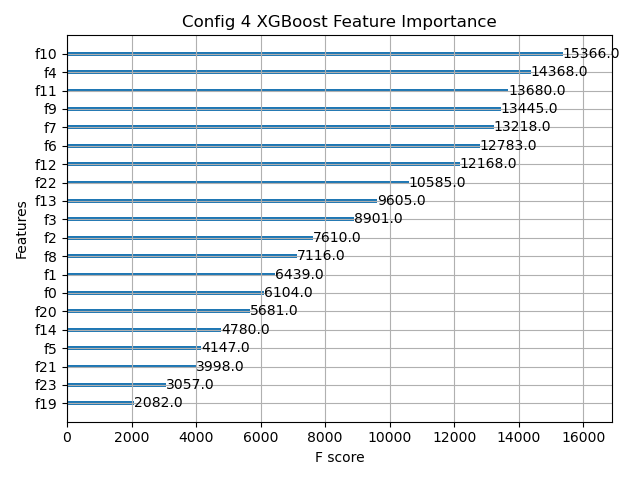 Config 4 XGBoost Feature Importance
Features
f10 15366.0
f4 14368.0
f11 13680.0
f9 13445.0
f7 13218.0
f6 12783.0
f12 12168.0
f22 10585.0
f13 9605.0
f3 8901.0
f2 7610.0
f8 7116.0
f1 6439.0
f0 6104.0
f20 5681.0
f14 4780.0
f5 4147.0
f21 3998.0
f23 3057.0
f19 2082.0
0 2000 4000 6000 8000 10000 12000 14000 16000
F score